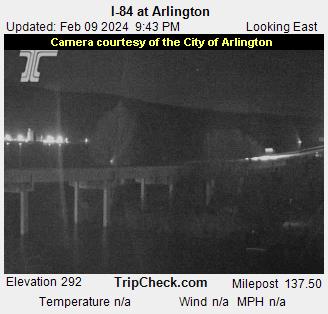 I-84 at Arlington
Updated: Feb 09 2024 9:43 PM Looking East
Camera courtesy of the City of Arlington
Elevation 292 TripCheck.com Milepost 137.50
Temperature n/a Wind n/a MPH n/a